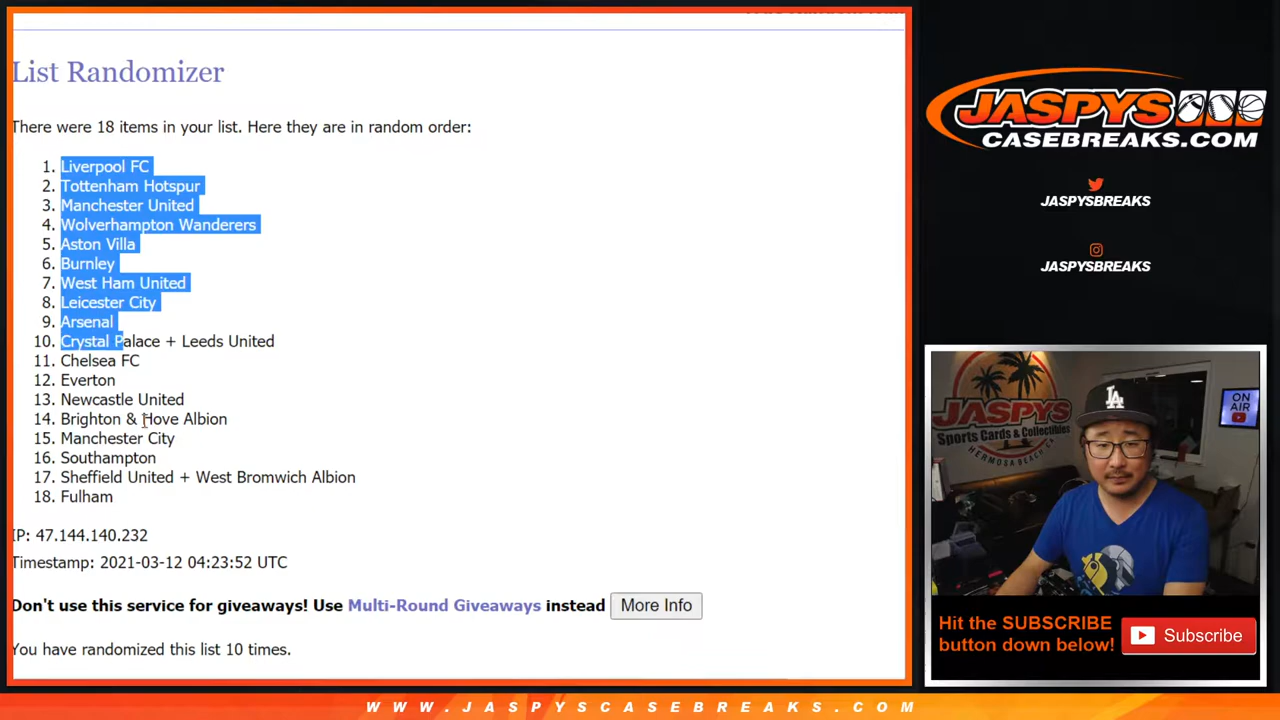 List Randomizer
There were 18 items in your list. Here they are in random order:
1. Liverpool FC
2. Tottenham Hotspur
3. Manchester United
4. Wolverhampton Wanderers
5. Aston Villa
6. Burnley
7. West Ham United
8. Leicester City
9. Arsenal
10. Crystal Palace + Leeds United
11. Chelsea FC
12. Everton
13. Newcastle United
14. Brighton & Hove Albion
15. Manchester City
16. Southampton
17. Sheffield United + West Bromwich Albion
18. Fulham
IP: 47.144.140.232
Timestamp: 2021-03-12 04:23:52 UTC
Don't use this service for giveaways! Use Multi-Round Giveaways instead More Info
You have randomized this list 10 times.
JASPYS
CASEBREAKS.COM
JASPYSBREAKS
JASPYSBREAKS
JASPYS
Sports Cards & Collectibles
HERMOSA BEACH
LA
ON
AIR
Hit the SUBSCRIBE
button down below!
Subscribe
WWW.JASPYSCASEBREAKS.COM